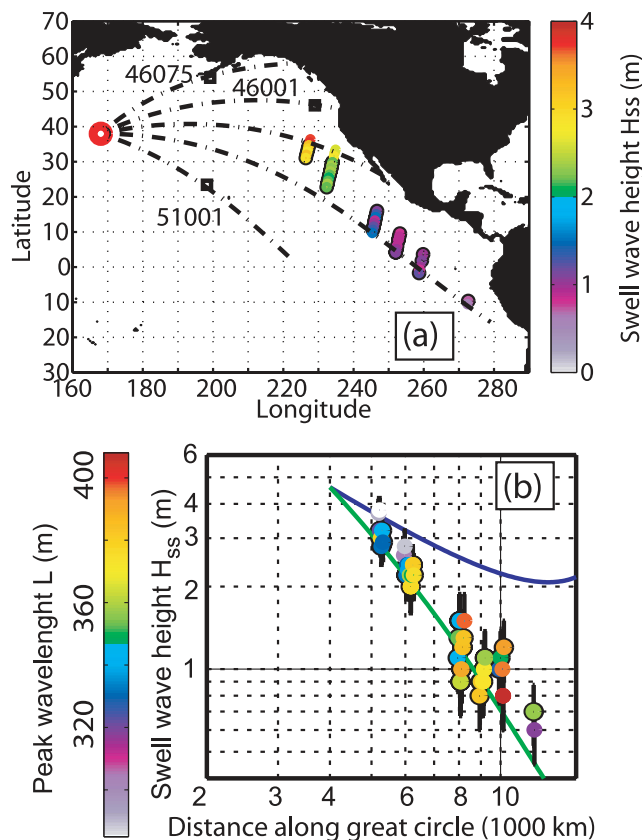 70
60
50
40
30
20
10
0
10
20
30
Latitude
46075
46001
51001
(a)
160 180 200 220 240 260 280
Longitude
4
3
2
1
0
Swell wave height Hss (m)
400
360
320
Peak wavelenght L (m)
6
4
3
2
1
Swell wave height Hss (m)
(b)
2 4 6 8 10
Distance along great circle (1000 km)